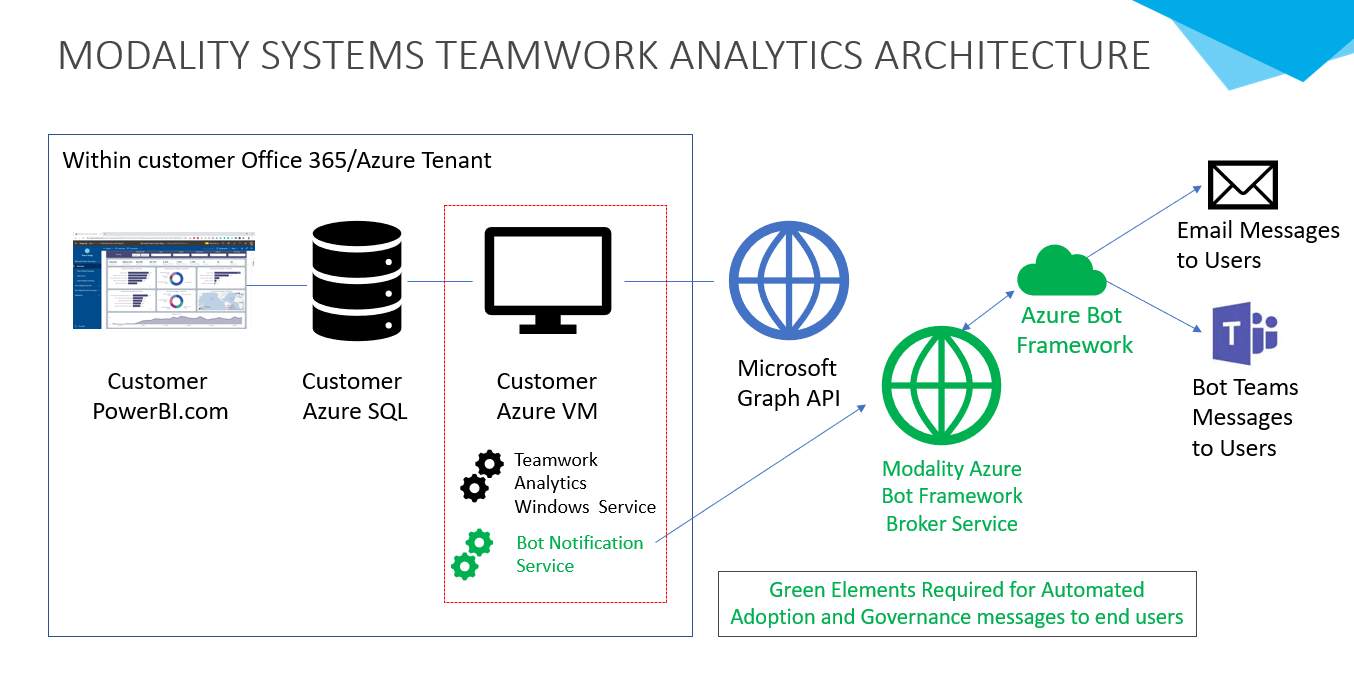 MODALITY SYSTEMS TEAMWORK ANALYTICS ARCHITECTURE
Within customer Office 365/Azure Tenant
Customer
PowerBI.com
Customer
Azure SQL
Customer
Azure VM
Teamwork
Analytics
Windows Service
Bot Notification
Service
Microsoft
Graph API
Modality Azure
Bot Framework
Broker Service
Azure Bot
Framework
Email Messages
to Users
T
Bot Teams
Messages
to Users
Green Elements Required for Automated
Adoption and Governance messages to end users